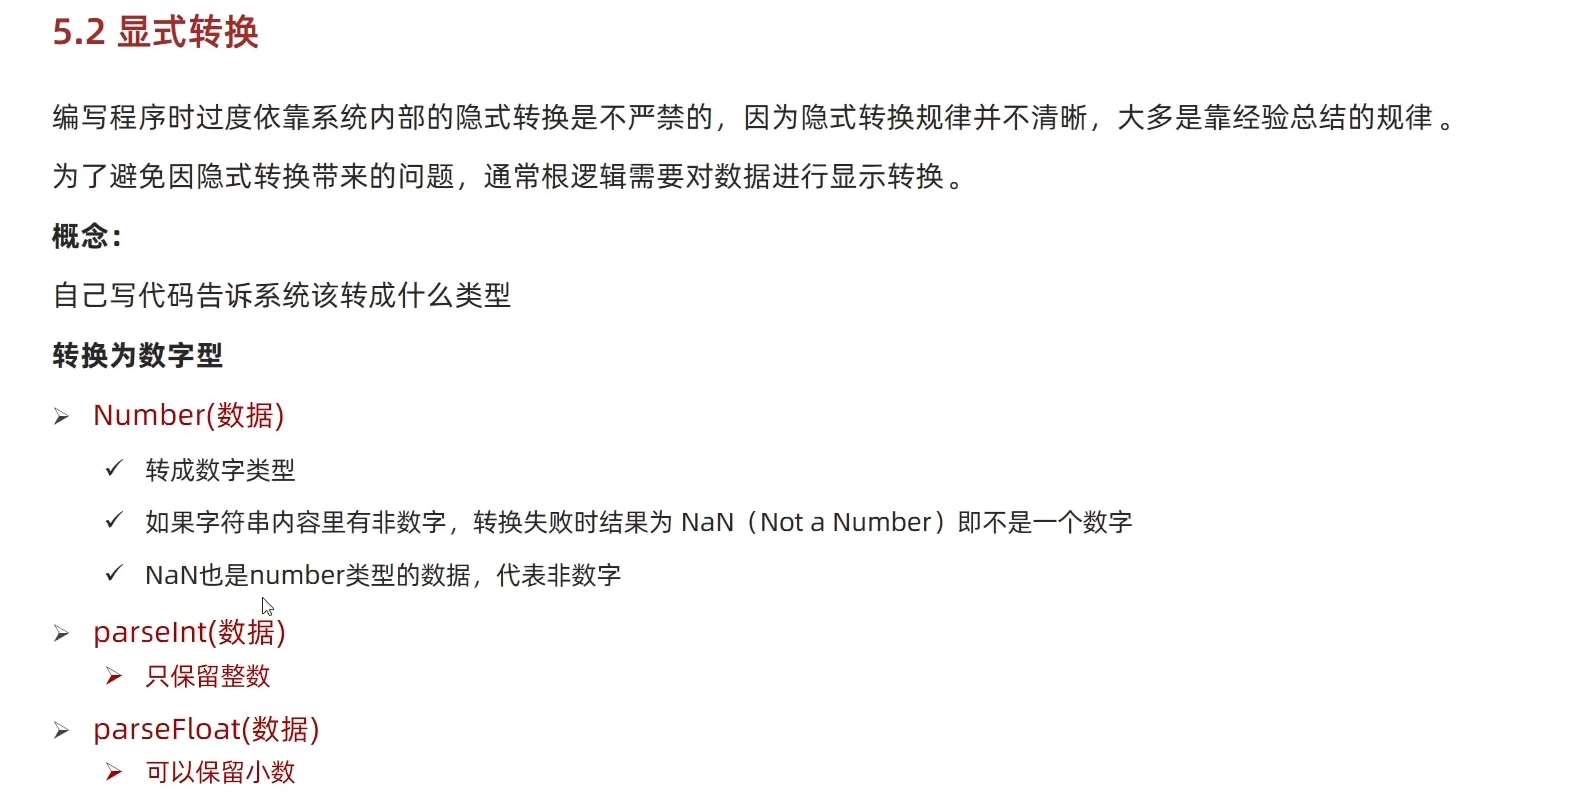 5.2 显式转换
编写程序时过度依靠系统内部的隐式转换是不严禁的，因为隐式转换规律并不清晰，大多是靠经验总结的规律。
为了避免因隐式转换带来的问题，通常根逻辑需要对数据进行显示转换。
概念：
自己写代码告诉系统该转成什么类型
转换为数字型
➢ Number(数据)
✓ 转成数字类型
✓ 如果字符串内容里有非数字，转换失败时结果为 NaN（Not a Number）即不是一个数字
✓ NaN也是number类型的数据，代表非数字
➢ parseInt(数据)
➢ 只保留整数
➢ parseFloat(数据)
➢ 可以保留小数